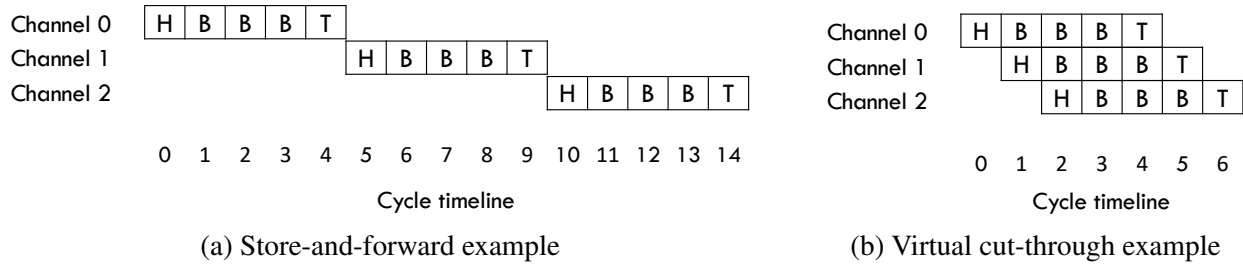 Channel 0 H B B B T
Channel 1 H B B B T
Channel 2 H B B B T
0 1 2 3 4 5 6 7 8 9 10 11 12 13 14
Cycle timeline
(a) Store-and-forward example
Channel 0 H B B B T
Channel 1 H B B B T
Channel 2 H B B B T
0 1 2 3 4 5 6
Cycle timeline
(b) Virtual cut-through example